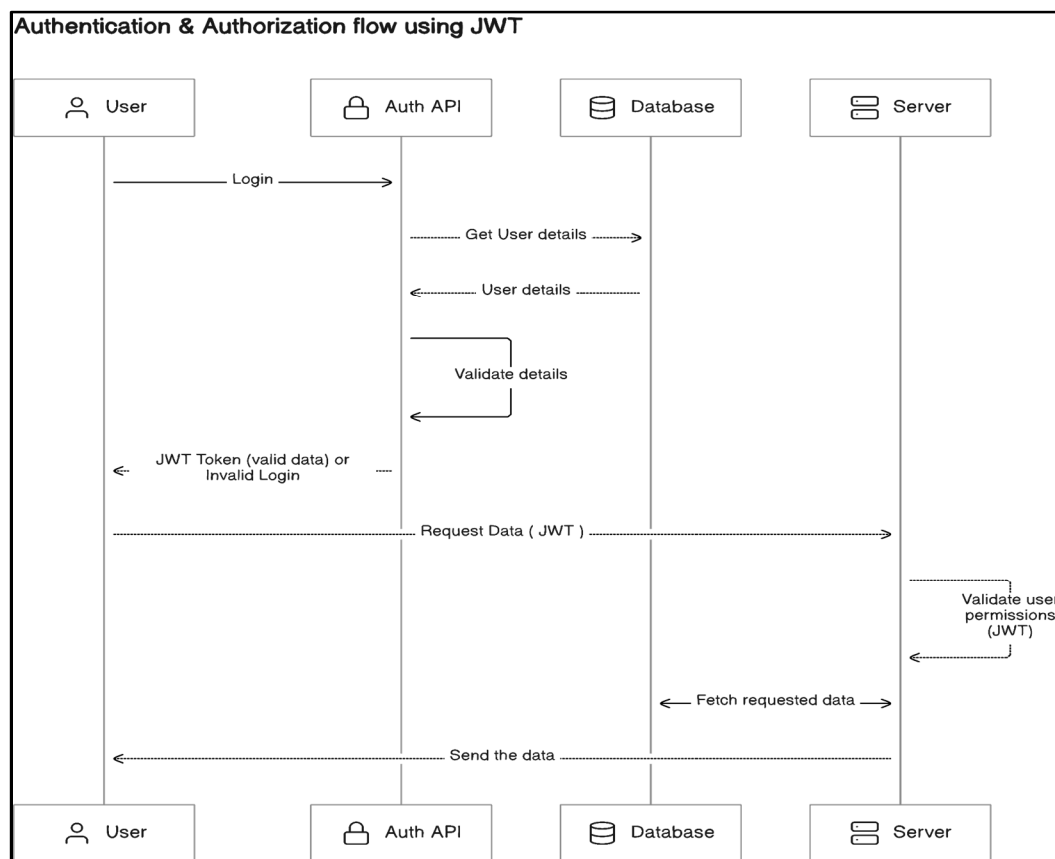 Authentication & Authorization flow using JWT
User
Auth API
Database
Server
Login
Get User details
User details
Validate details
JWT Token (valid data) or
Invalid Login
Request Data ( JWT )
Validate user
permissions
(JWT)
Fetch requested data
Send the data
User
Auth API
Database
Server